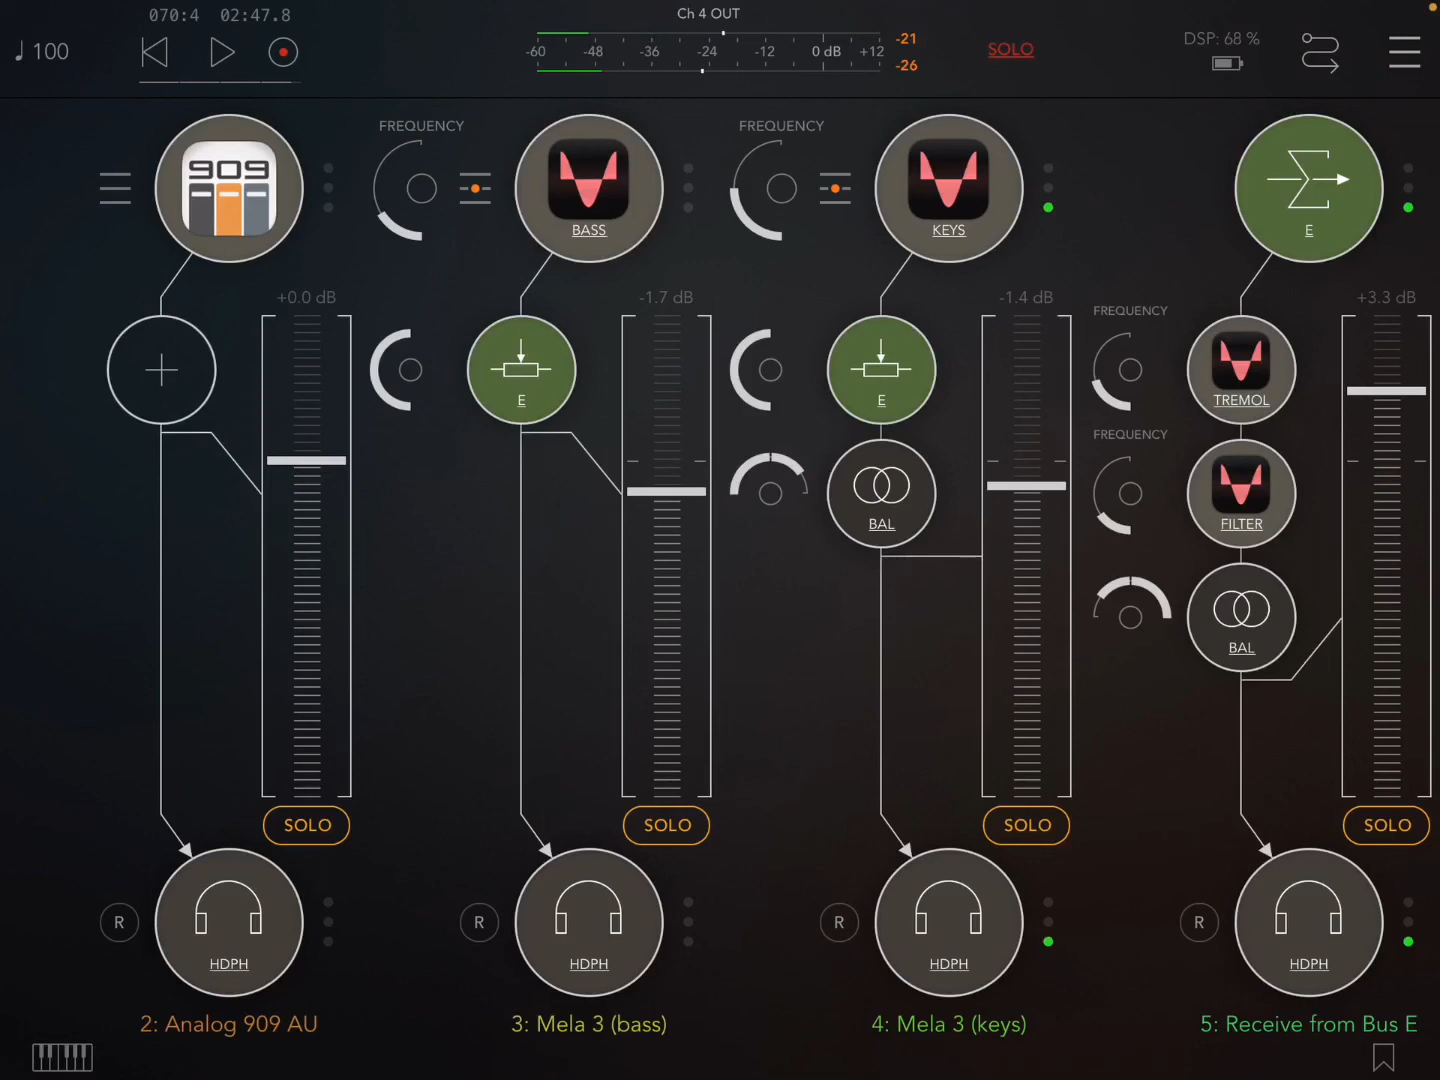 070:4 02:47.8
Ch 4 OUT
100
-60 -48 -36 -24 -12 0 dB +12
-21
-26
SOLO
DSP: 68 %
909
FREQUENCY
BASS
FREQUENCY
KEYS
E
+0.0 dB
-1.7 dB
-1.4 dB
+3.3 dB
FREQUENCY
E
E
TREMOL
FREQUENCY
BAL
FILTER
BAL
SOLO
SOLO
SOLO
SOLO
R
R
R
R
HDPH
HDPH
HDPH
HDPH
2: Analog 909 AU
3: Mela 3 (bass)
4: Mela 3 (keys)
5: Receive from Bus E